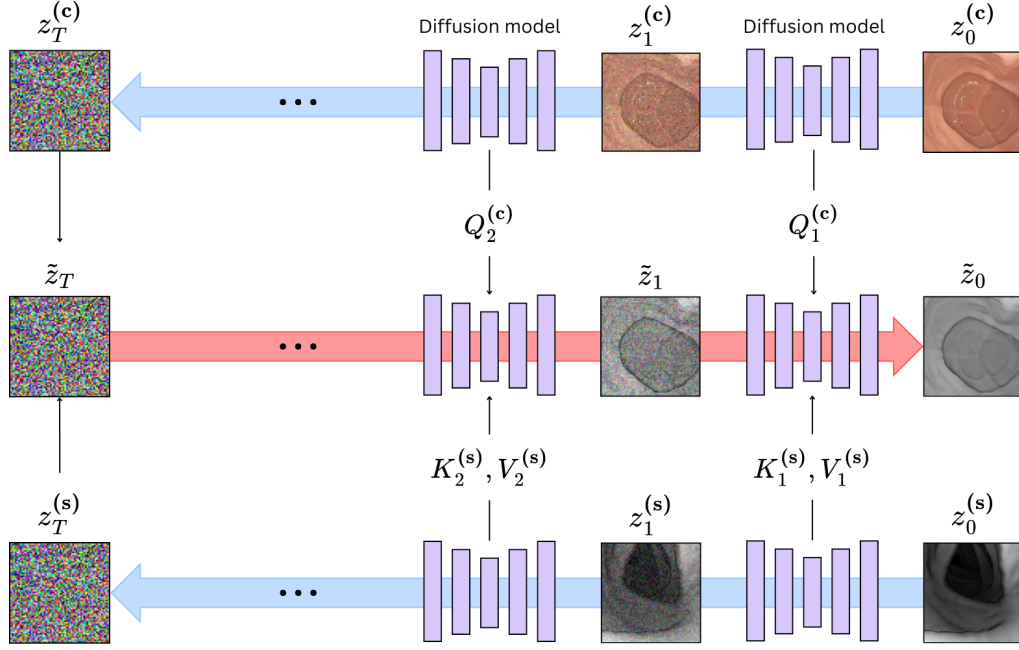 z_T^{(c)} Diffusion model z_1^{(c)} Diffusion model z_0^{(c)}
...
Q_2^{(c)} Q_1^{(c)}
z̃_T z̃_1 z̃_0
...
K_2^{(s)}, V_2^{(s)} K_1^{(s)}, V_1^{(s)}
z_T^{(s)} z_1^{(s)} z_0^{(s)}
...